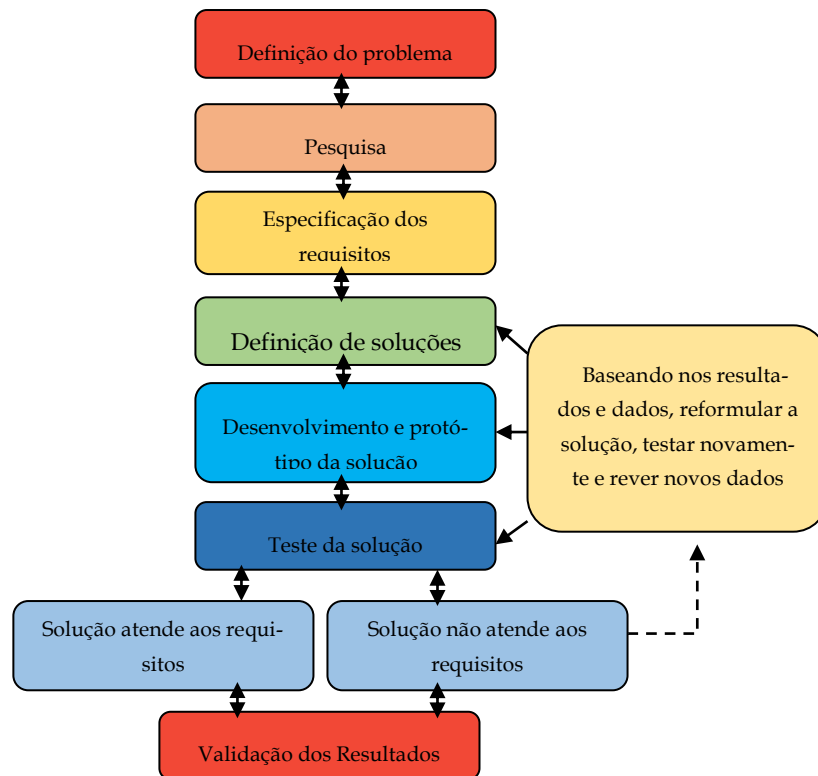 Definição do problema
Pesquisa
Especificação dos
requisitos
Definição de soluções
Desenvolvimento e protó-
tipo da solução
Baseando nos resulta-
dos e dados, reformular a
solução, testar novamen-
te e rever novos dados
Teste da solução
Solução atende aos requi-
sitos
Solução não atende aos
requisitos
Validação dos Resultados